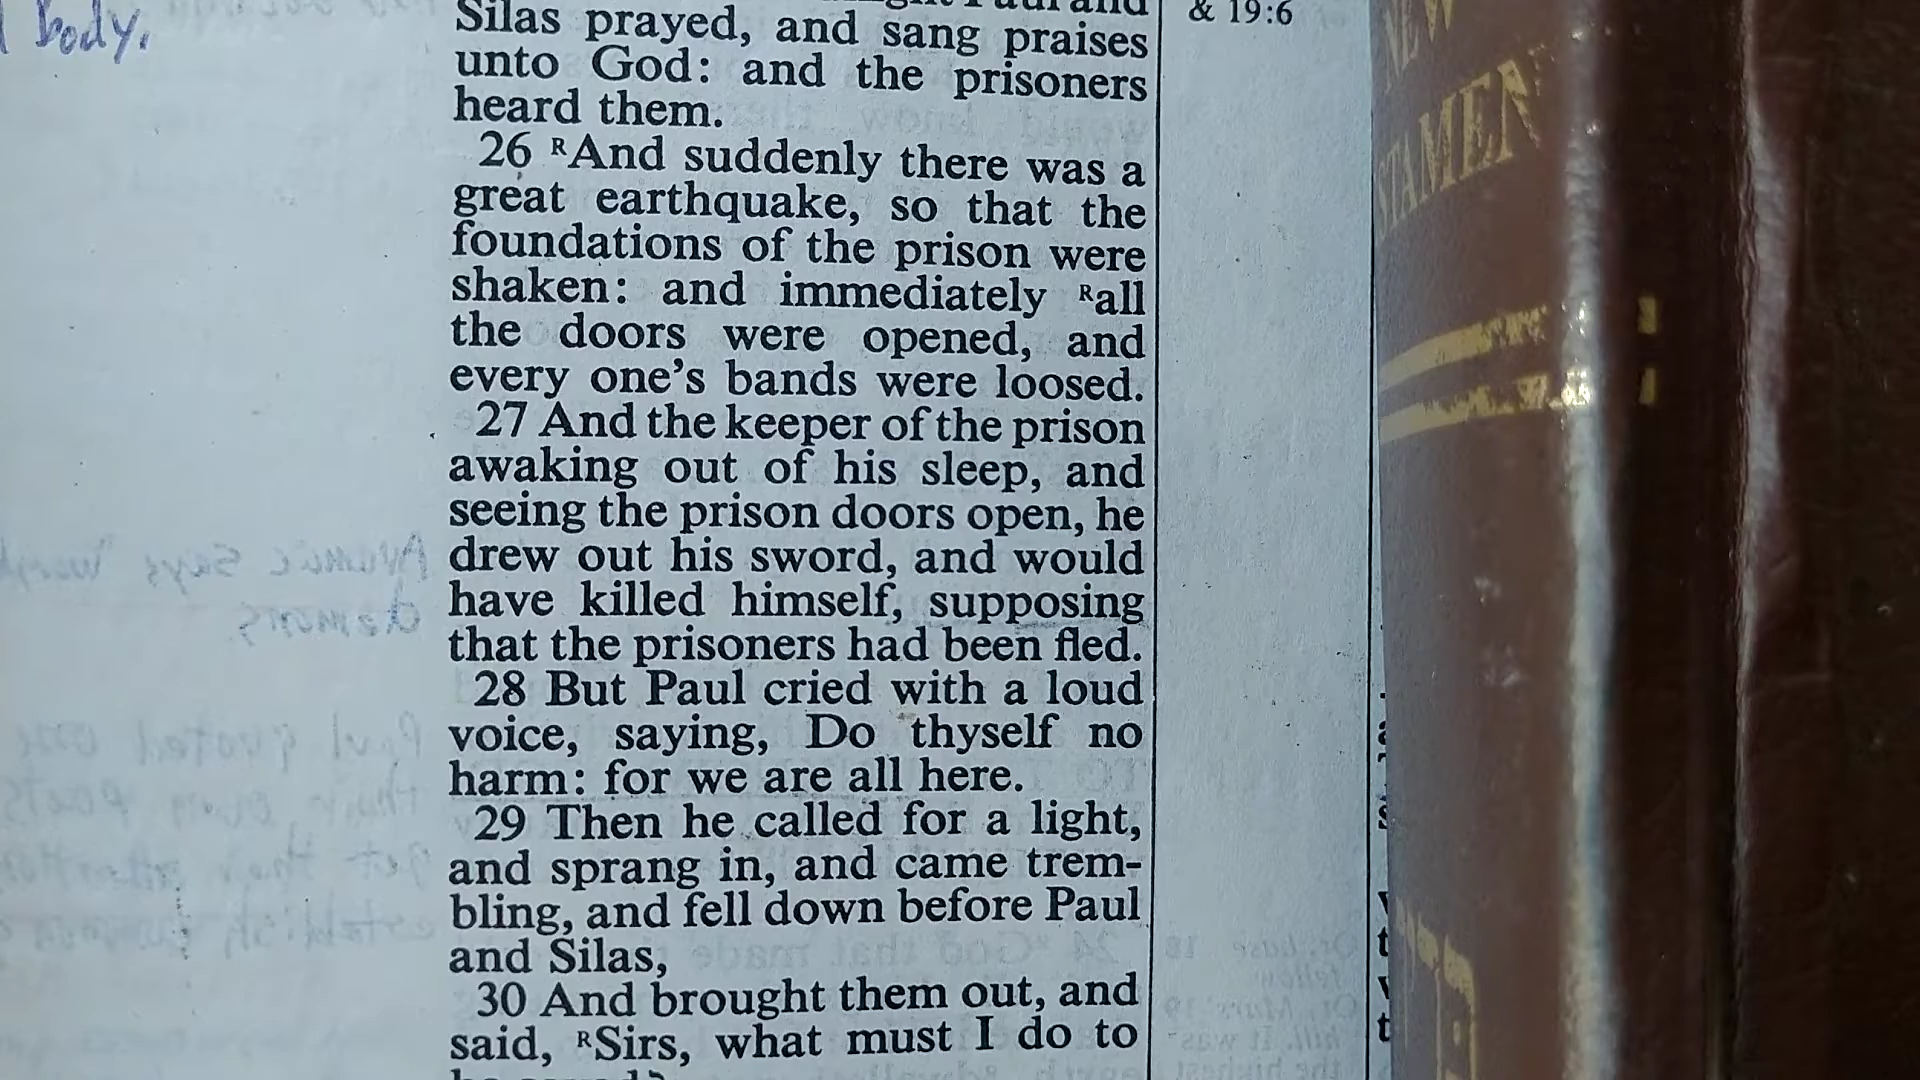 body.
Paul and
Silas prayed, and sang praises
unto God: and the prisoners
heard them.
26 ᴿAnd suddenly there was a
great earthquake, so that the
foundations of the prison were
shaken: and immediately ᴿall
the doors were opened, and
every one’s bands were loosed.
27 And the keeper of the prison
awaking out of his sleep, and
seeing the prison doors open, he
drew out his sword, and would
have killed himself, supposing
that the prisoners had been fled.
28 But Paul cried with a loud
voice, saying, Do thyself no
harm: for we are all here.
29 Then he called for a light,
and sprang in, and came trem-
bling, and fell down before Paul
and Silas,
30 And brought them out, and
said, ᴿSirs, what must I do to
& 19:6
NEW
STAMEN